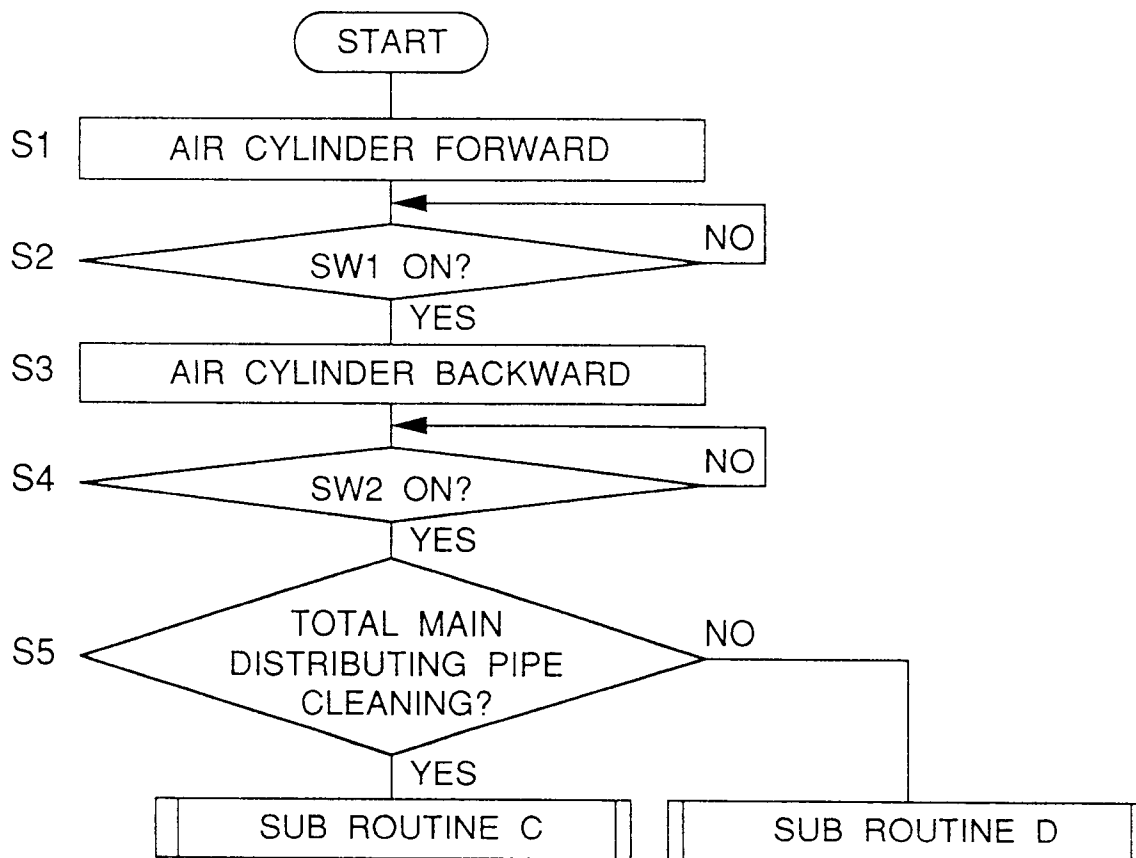 START
S1 AIR CYLINDER FORWARD
NO
S2 SW1 ON?
YES
S3 AIR CYLINDER BACKWARD
NO
S4 SW2 ON?
YES
TOTAL MAIN NO
S5 DISTRIBUTING PIPE
CLEANING?
YES
SUB ROUTINE C SUB ROUTINE D